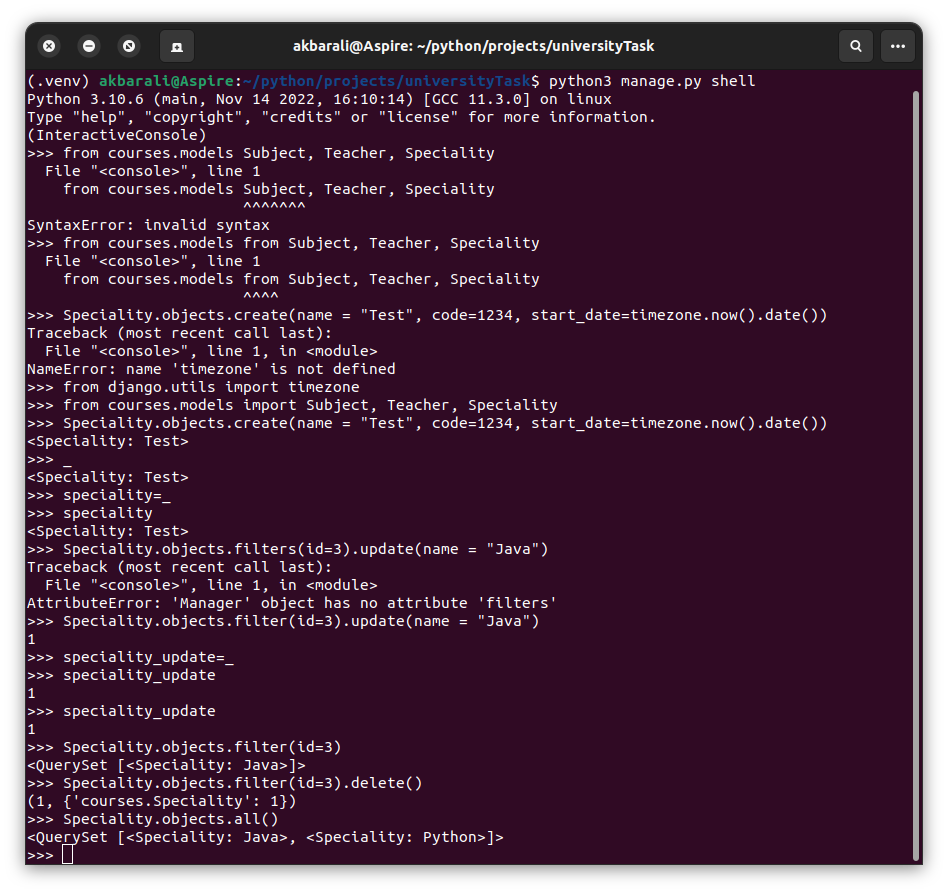 akbarali@Aspire: ~/python/projects/universityTask
(.venv) akbarali@Aspire:~/python/projects/universityTask$ python3 manage.py shell
Python 3.10.6 (main, Nov 14 2022, 16:10:14) [GCC 11.3.0] on linux
Type "help", "copyright", "credits" or "license" for more information.
(InteractiveConsole)
>>> from courses.models Subject, Teacher, Speciality
  File "<console>", line 1
    from courses.models Subject, Teacher, Speciality
                        ^^^^^^^
SyntaxError: invalid syntax
>>> from courses.models from Subject, Teacher, Speciality
  File "<console>", line 1
    from courses.models from Subject, Teacher, Speciality
                        ^^^^
>>> Speciality.objects.create(name = "Test", code=1234, start_date=timezone.now().date())
Traceback (most recent call last):
  File "<console>", line 1, in <module>
NameError: name 'timezone' is not defined
>>> from django.utils import timezone
>>> from courses.models import Subject, Teacher, Speciality
>>> Speciality.objects.create(name = "Test", code=1234, start_date=timezone.now().date())
<Speciality: Test>
>>> _
<Speciality: Test>
>>> speciality=_
>>> speciality
<Speciality: Test>
>>> Speciality.objects.filters(id=3).update(name = "Java")
Traceback (most recent call last):
  File "<console>", line 1, in <module>
AttributeError: 'Manager' object has no attribute 'filters'
>>> Speciality.objects.filter(id=3).update(name = "Java")
1
>>> speciality_update=_
>>> speciality_update
1
>>> speciality_update
1
>>> Speciality.objects.filter(id=3)
<QuerySet [<Speciality: Java>]>
>>> Speciality.objects.filter(id=3).delete()
(1, {'courses.Speciality': 1})
>>> Speciality.objects.all()
<QuerySet [<Speciality: Java>, <Speciality: Python>]>
>>>